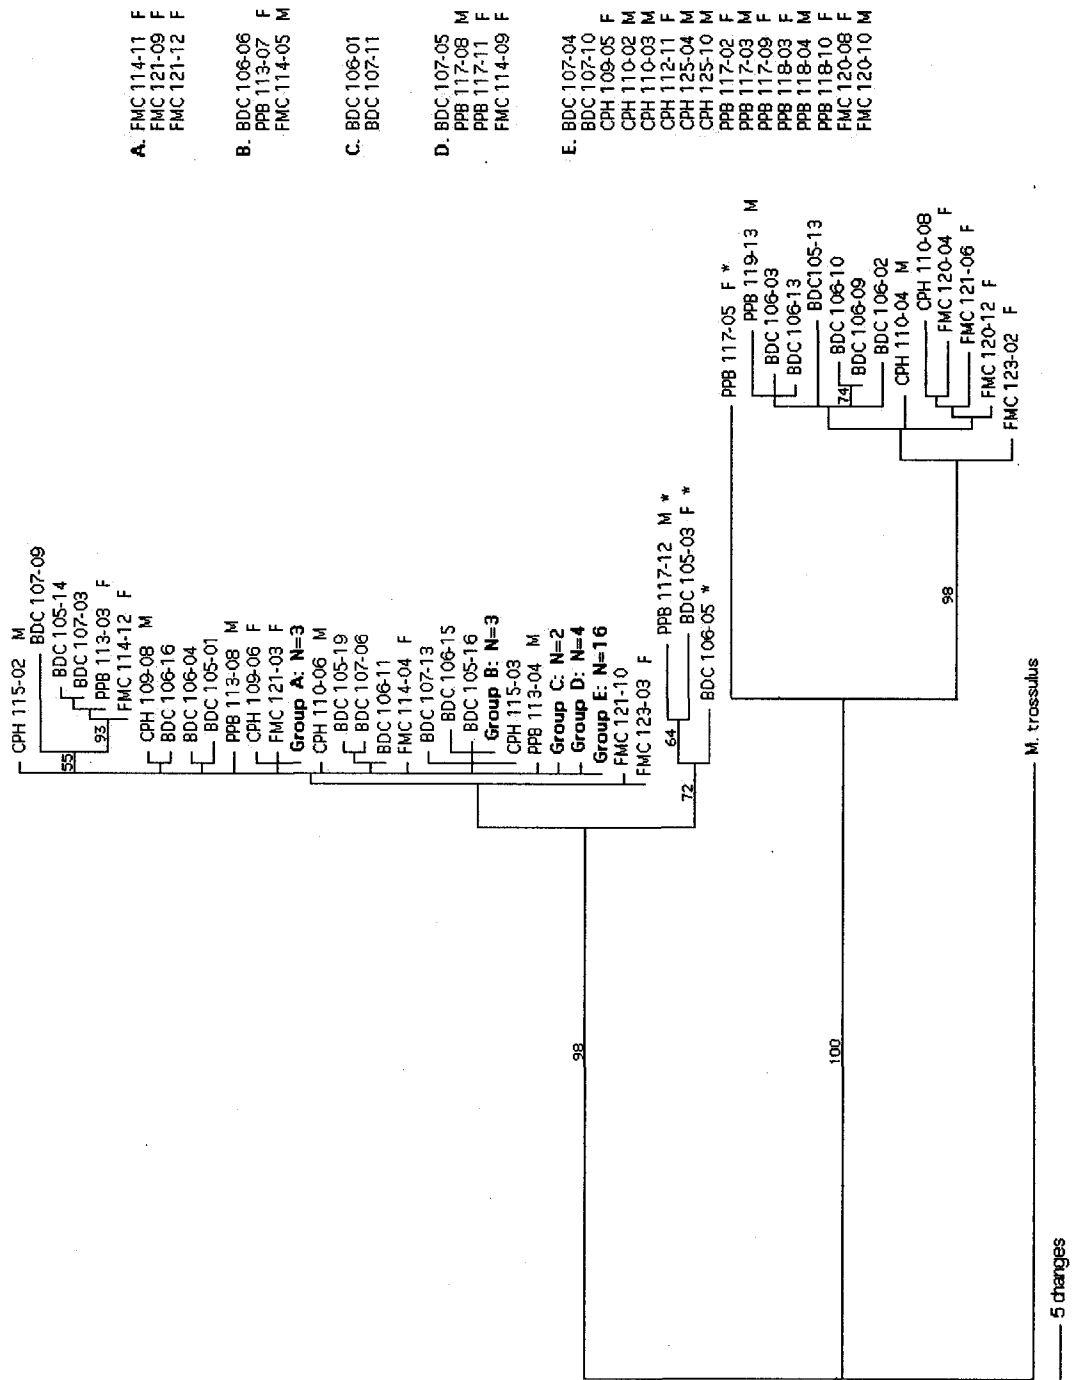 CPH 115-02 M
BDC 107-09
BDC 105-14
BDC 107-03
PPB 113-03 F
FMC 114-12 F
CPH 109-08 M
BDC 106-16
BDC 106-04
BDC 105-01
PPB 113-08 M
CPH 109-06 F
FMC 121-03 F
Group A: N=3
CPH 110-06 M
BDC 105-19
BDC 107-06
BDC 106-11
FMC 114-04 F
BDC 107-13
BDC 106-15
BDC 105-16
Group B: N=3
CPH 115-03
PPB 113-04 M
Group C: N=2
Group D: N=4
Group E: N=16
FMC 121-10
FMC 123-03 F
PPB 117-12 M *
BDC 105-03 F *
BDC 106-05 *
PPB 117-05 F *
PPB 119-13 M
BDC 106-03
BDC 106-13
BDC105-13
BDC 106-10
BDC 106-09
BDC 106-02
CPH 110-04 M
CPH 110-08
FMC 120-04 F
FMC 121-06 F
FMC 120-12 F
FMC 123-02 F
M. trossulus
55
93
64
72
74
98
98
100
5 changes
A. FMC 114-11 F
FMC 121-09 F
FMC 121-12 F
B. BDC 106-06
PPB 113-07 F
FMC 114-05 M
C. BDC 106-01
BDC 107-11
D. BDC 107-05
PPB 117-08 M
PPB 117-11 F
FMC 114-09 F
E. BDC 107-04
BDC 107-10
CPH 109-05 F
CPH 110-02 M
CPH 110-03 M
CPH 112-11 F
CPH 125-04 M
CPH 125-10 M
PPB 117-02 F
PPB 117-03 M
PPB 117-09 F
PPB 118-03 F
PPB 118-04 M
PPB 118-10 F
FMC 120-08 F
FMC 120-10 M